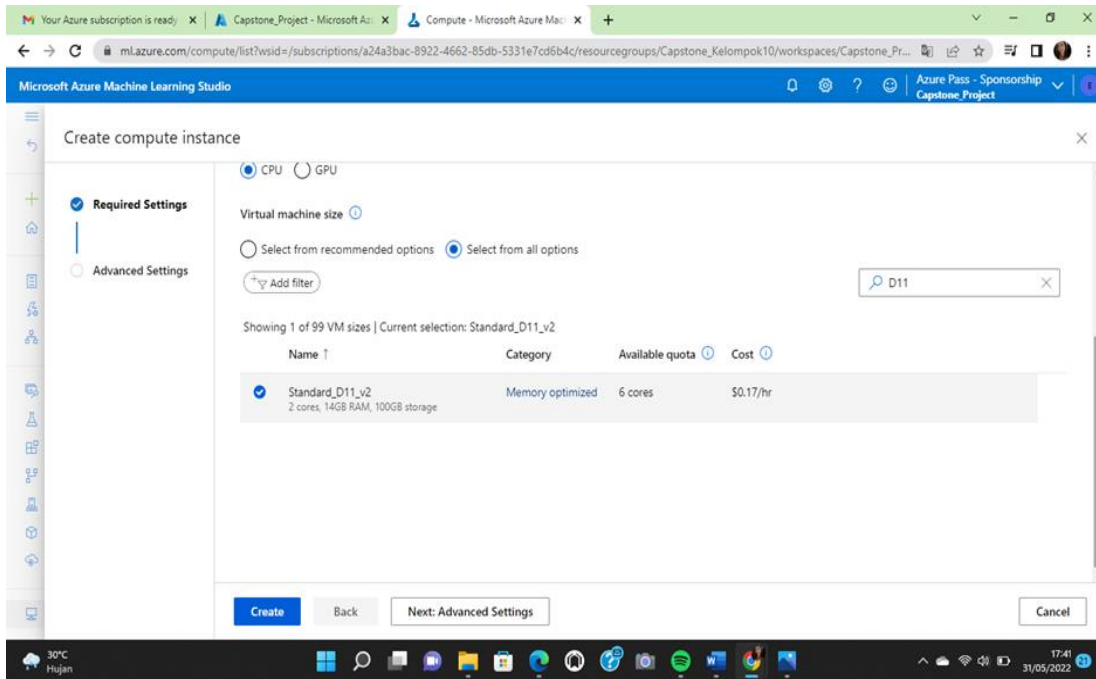 Your Azure subscription is ready
Capstone_Project - Microsoft Az
Compute - Microsoft Azure Mac
ml.azure.com/compute/list?wsid=/subscriptions/a24a3bac-8922-4662-85db-5331e7cd6b4c/resourcegroups/Capstone_Kelompok10/workspaces/Capstone_Pr...
Microsoft Azure Machine Learning Studio
Azure Pass - Sponsorship
Capstone_Project
Create compute instance
CPU GPU
Required Settings
Virtual machine size
Select from recommended options Select from all options
Advanced Settings
Add filter
D11
Showing 1 of 99 VM sizes | Current selection: Standard_D11_v2
Name ↑ Category Available quota Cost
Standard_D11_v2 Memory optimized 6 cores $0.17/hr
2 cores, 14GB RAM, 100GB storage
Create Back Next: Advanced Settings Cancel
30°C
Hujan
17:41
31/05/2022
21